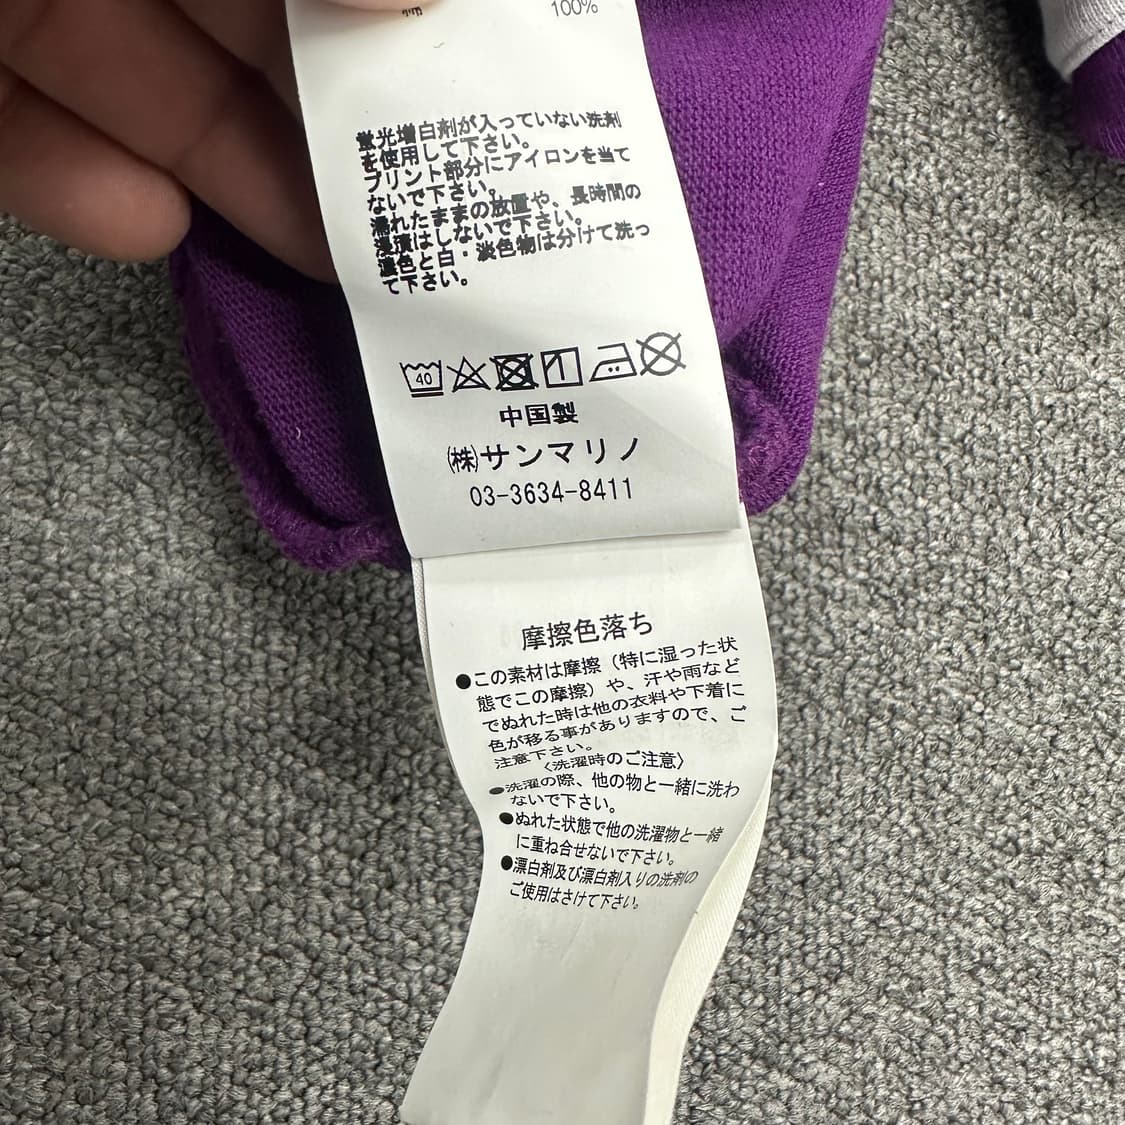 綿 100%
蛍光増白剤が入っていない洗剤
を使用して下さい。
プリント部分にアイロンを当て
ないで下さい。
濡れたままの放置や、長時間の
浸漬はしないで下さい。
濃色と白・淡色物は分けて洗っ
て下さい。
40
中国製
㈱サンマリノ
03-3634-8411
摩擦色落ち
●この素材は摩擦（特に湿った状
態でこの摩擦）や、汗や雨など
でぬれた時は他の衣料や下着に
色が移る事がありますので、ご
注意下さい。
〈洗濯時のご注意〉
●洗濯の際、他の物と一緒に洗わ
ないで下さい。
●ぬれた状態で他の洗濯物と一緒
に重ね合せないで下さい。
●漂白剤及び漂白剤入りの洗剤の
ご使用はさけて下さい。